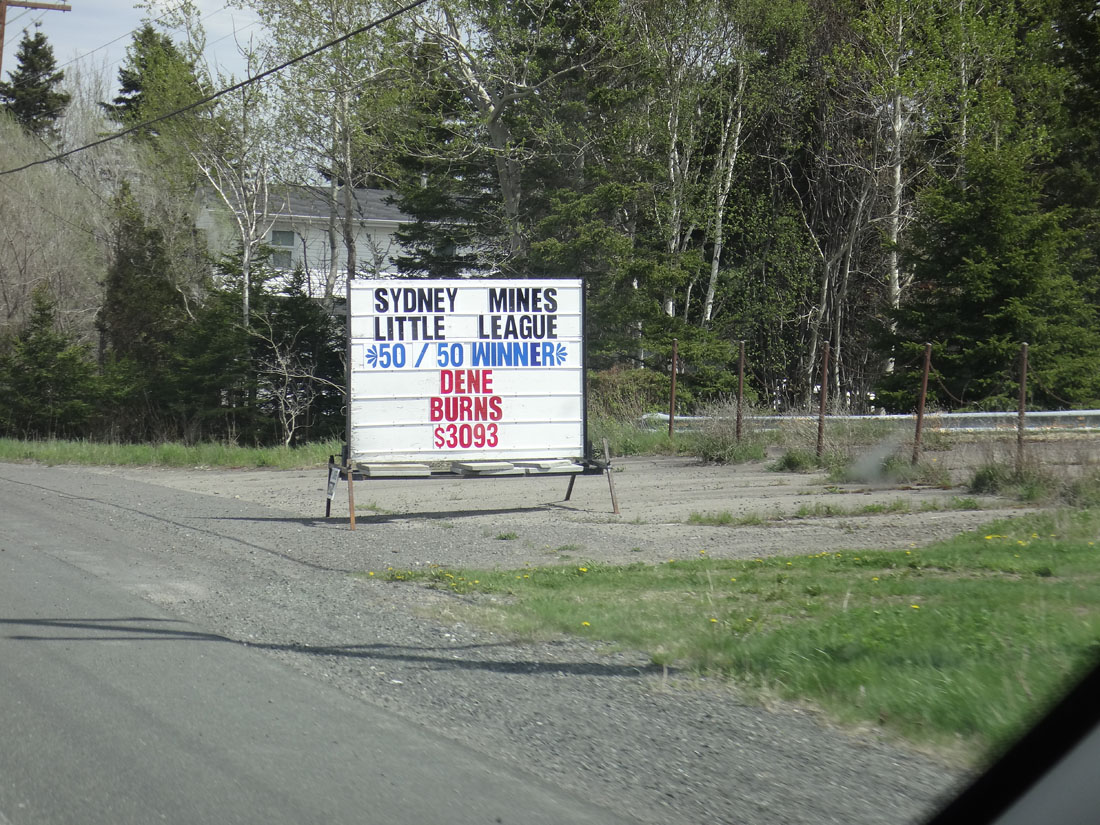 SYDNEY MINES
LITTLE LEAGUE
50 / 50 WINNER
DENE
BURNS
$3093